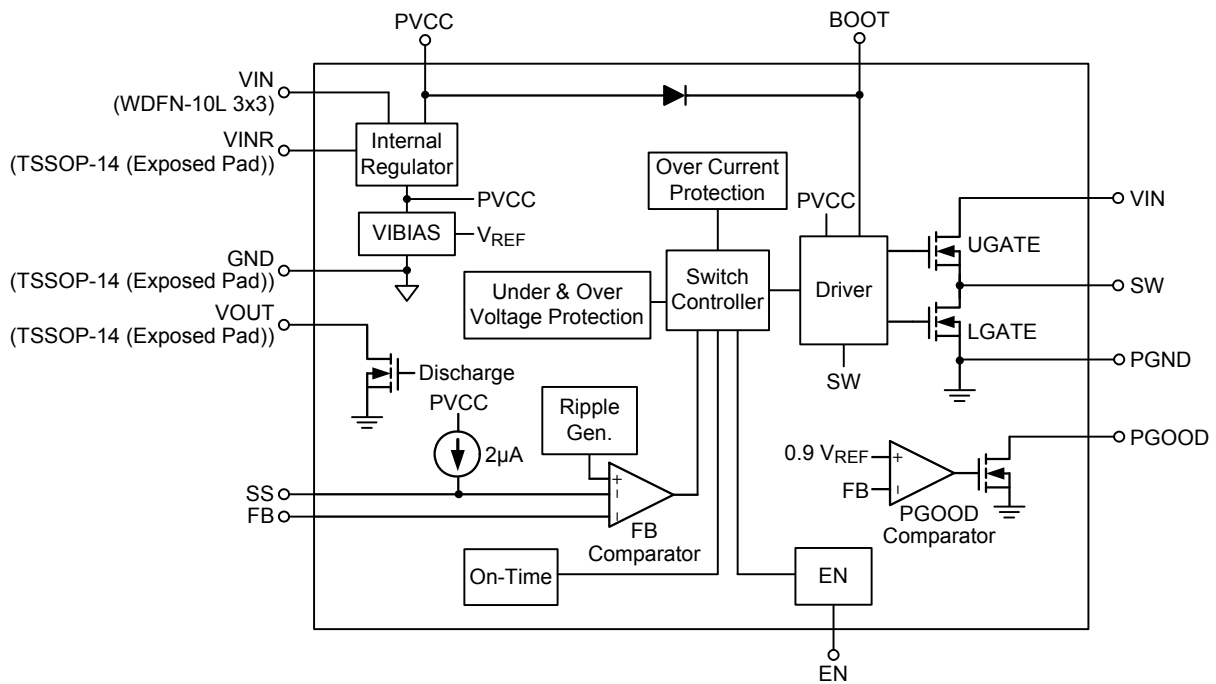 PVCC
BOOT
VIN
(WDFN-10L 3x3)
VINR
(TSSOP-14 (Exposed Pad))
Internal
Regulator
Over Current
Protection
PVCC
PVCC
VIN
VIBIAS
VREF
UGATE
GND
(TSSOP-14 (Exposed Pad))
Under & Over
Voltage Protection
Switch
Controller
Driver
SW
VOUT
(TSSOP-14 (Exposed Pad))
LGATE
PGND
SW
Discharge
PVCC
Ripple
Gen.
2µA
PGOOD
0.9 VREF
+
FB
-
PGOOD
Comparator
SS
FB
+
-
-
FB
Comparator
On-Time
EN
EN